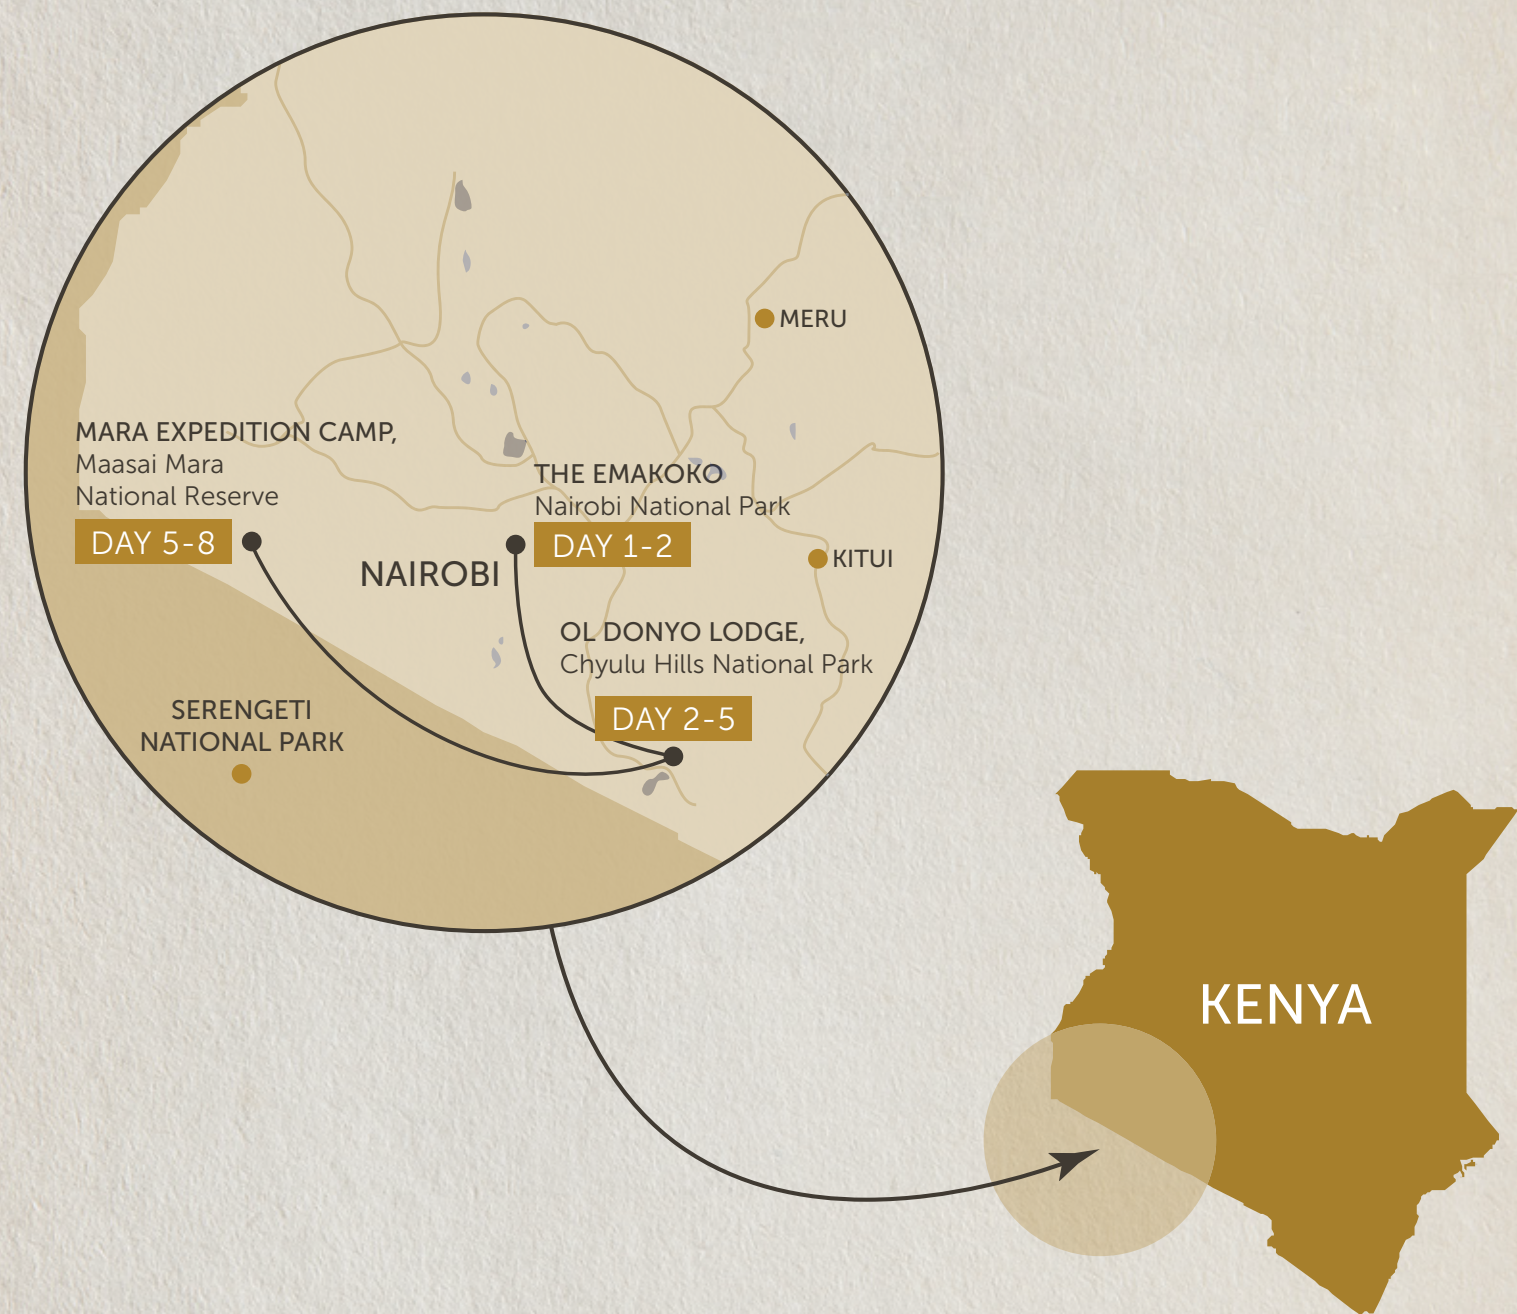 MERU
MARA EXPEDITION CAMP,
Maasai Mara
National Reserve
DAY 5-8
THE EMAKOKO
Nairobi National Park
DAY 1-2
NAIROBI
KITUI
OL DONYO LODGE,
Chyulu Hills National Park
DAY 2-5
SERENGETI
NATIONAL PARK
KENYA